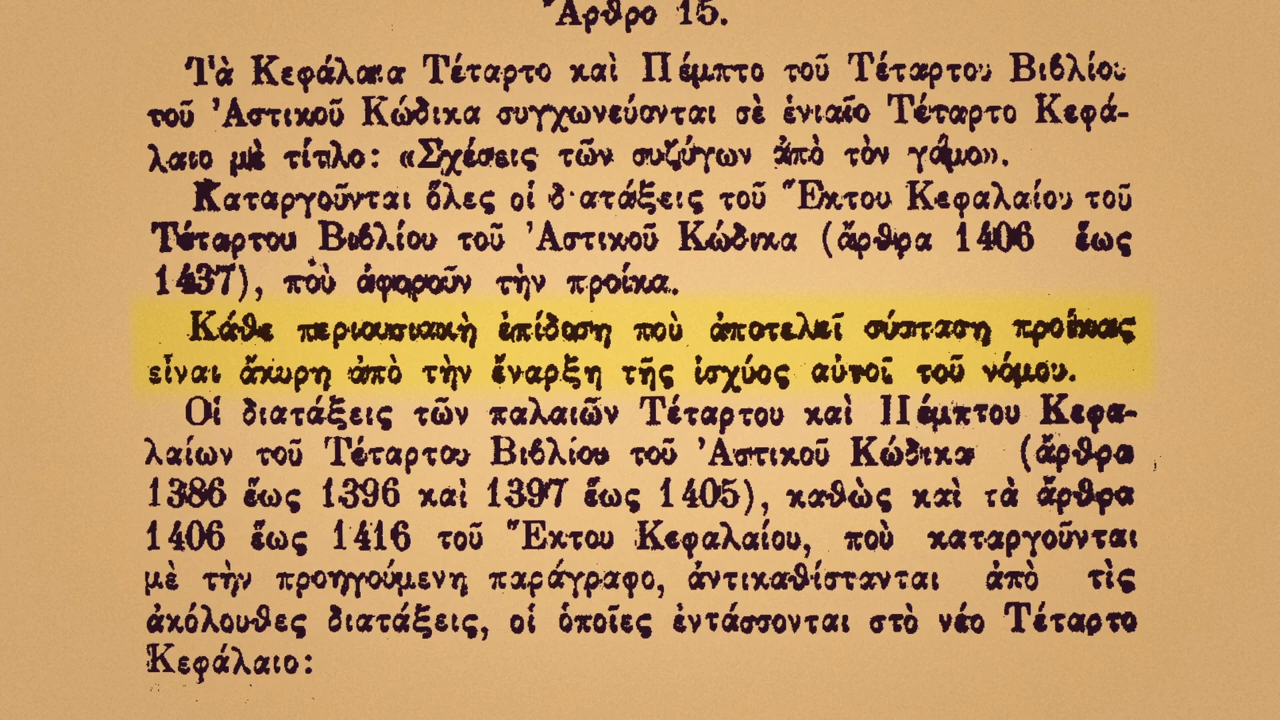 Ἄρθρο 15.
Τὰ Κεφάλαια Τέταρτο καὶ Πέμπτο τοῦ Τέταρτου Βιβλίου
τοῦ Ἀστικοῦ Κώδικα συγχωνεύονται σὲ ἑνιαῖο Τέταρτο Κεφά-
λαιο μὲ τίτλο: «Σχέσεις τῶν συζύγων ἀπὸ τὸν γάμο».
Καταργοῦνται ὅλες οἱ διατάξεις τοῦ Ἕκτου Κεφαλαίου τοῦ
Τέταρτου Βιβλίου τοῦ Ἀστικοῦ Κώδικα (ἄρθρα 1406 ἕως
1437), ποὺ ἀφοροῦν τὴν προίκα.
Κάθε περιουσιακὴ ἐπίδοση ποὺ ἀποτελεῖ σύσταση προίκας
εἶναι ἄκυρη ἀπὸ τὴν ἔναρξη τῆς ἰσχύος αὐτοῦ τοῦ νόμου.
Οἱ διατάξεις τῶν παλαιῶν Τέταρτου καὶ Πέμπτου Κεφα-
λαίων τοῦ Τέταρτου Βιβλίου τοῦ Ἀστικοῦ Κώδικα (ἄρθρα
1386 ἕως 1396 καὶ 1397 ἕως 1405), καθὼς καὶ τὰ ἄρθρα
1406 ἕως 1416 τοῦ Ἕκτου Κεφαλαίου, ποὺ καταργοῦνται
μὲ τὴν προηγούμενη παράγραφο, ἀντικαθίστανται ἀπὸ τὶς
ἀκόλουθες διατάξεις, οἱ ὁποῖες ἐντάσσονται στὸ νέο Τέταρτο
Κεφάλαιο: